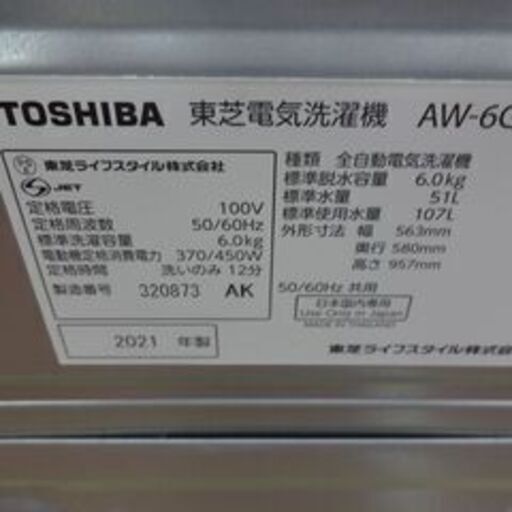 TOSHIBA 東芝電気洗濯機 AW-6G
東芝ライフスタイル株式会社
JET
定格電圧 100V
定格周波数 50/60Hz
標準洗濯容量 6.0kg
電動機定格消費電力 370/450W
定格時間 洗いのみ 12分
製造番号 320873 AK
2021 年製
種類 全自動電気洗濯機
標準脱水容量 6.0kg
標準水量 51L
標準使用水量 107L
外形寸法 幅 563mm
奥行 580mm
高さ 957mm
50/60Hz 共用
日本国内専用
Use Only in Japan
MADE IN THAILAND
東芝ライフスタイル株式会